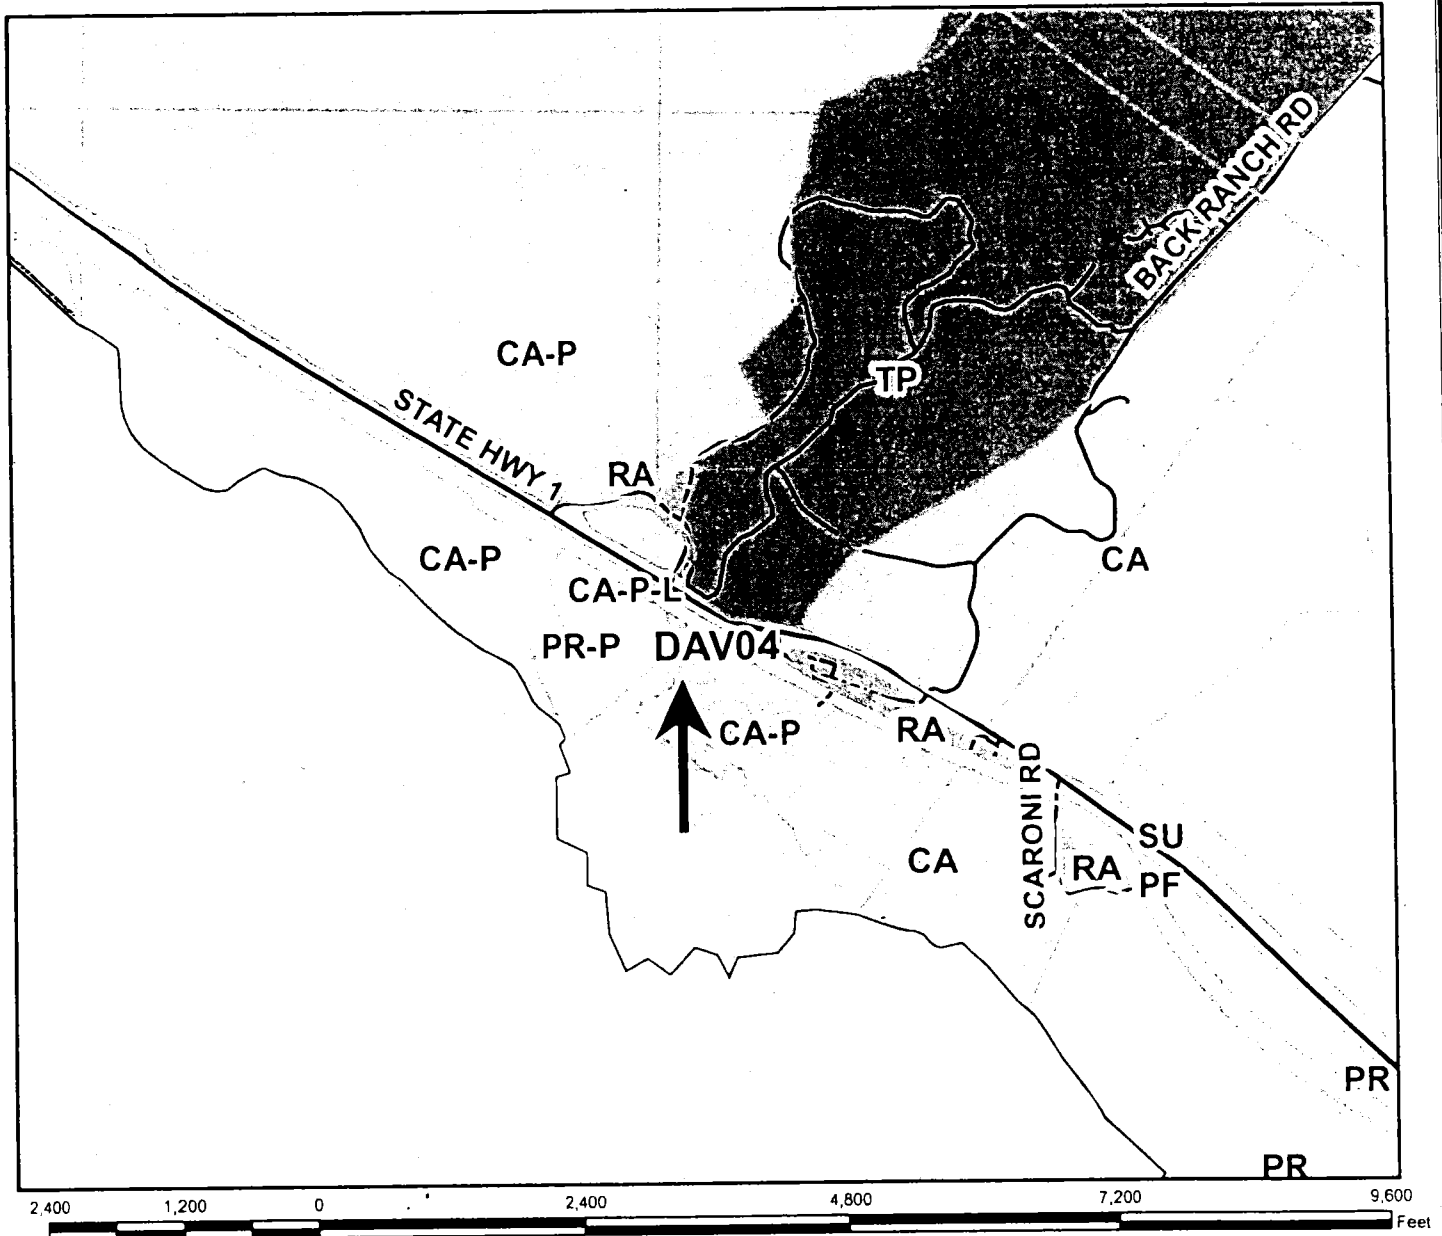 BACK RANCH RD
CA-P
TP
STATE HWY 1
RA
CA-P
CA
CA-P-L
PR-P
DAV04
CA-P
RA
SCARONI RD
SU
CA
RA
PF
PR
PR
2,400 1,200 0 2,400 4,800 7,200 9,600
Feet